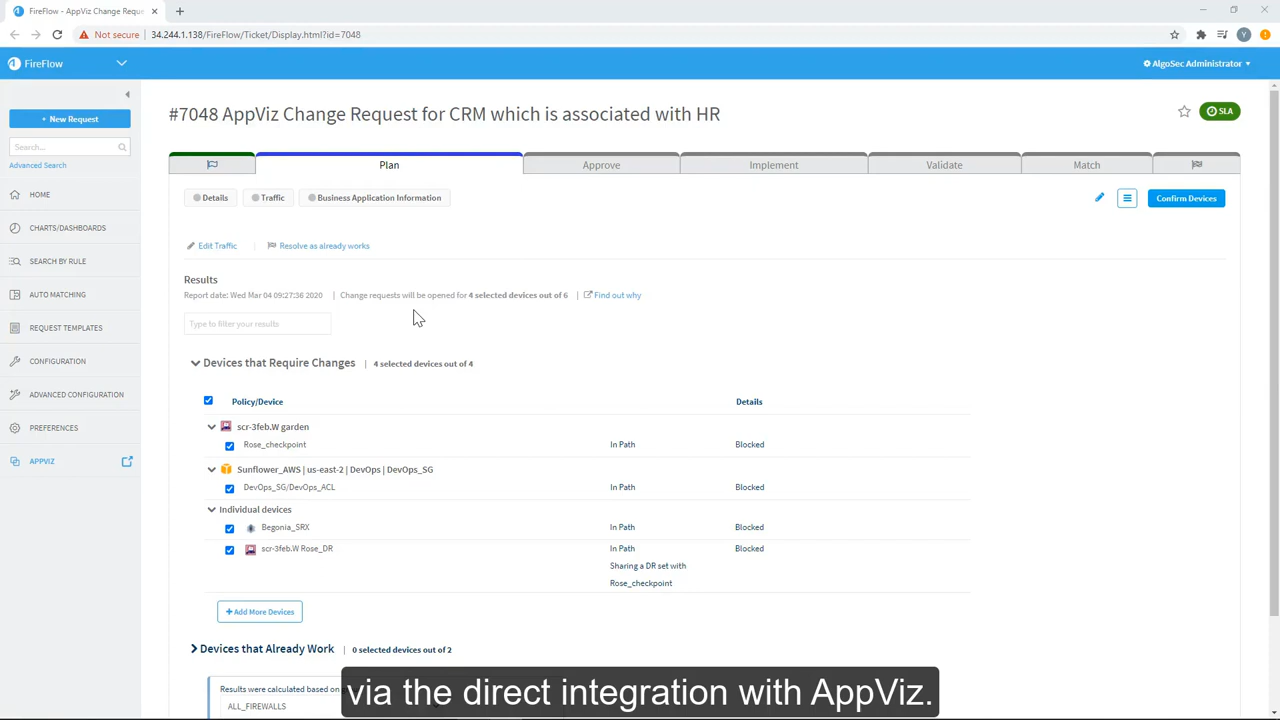 FireFlow - AppViz Change Reque
Not secure 34.244.1.138/FireFlow/Ticket/Display.html?id=7048
Y
FireFlow
AlgoSec Administrator
+ New Request
Search...
Advanced Search
HOME
CHARTS/DASHBOARDS
SEARCH BY RULE
AUTO MATCHING
REQUEST TEMPLATES
CONFIGURATION
ADVANCED CONFIGURATION
PREFERENCES
APPVIZ
#7048 AppViz Change Request for CRM which is associated with HR
SLA
Plan Approve Implement Validate Match
Details Traffic Business Application Information
Confirm Devices
Edit Traffic | Resolve as already works
Results
Report date: Wed Mar 04 09:27:36 2020 | Change requests will be opened for 4 selected devices out of 6 | Find out why
Type to filter your results
Devices that Require Changes | 4 selected devices out of 4
Policy/Device Details
scr-3feb.W garden
Rose_checkpoint In Path Blocked
Sunflower_AWS | us-east-2 | DevOps | DevOps_SG
DevOps_SG/DevOps_ACL In Path Blocked
Individual devices
Begonia_SRX In Path Blocked
scr-3feb.W Rose_DR In Path Blocked
Sharing a DR set with
Rose_checkpoint
+ Add More Devices
Devices that Already Work | 0 selected devices out of 2
Results were calculated based on
ALL_FIREWALLS
via the direct integration with AppViz.